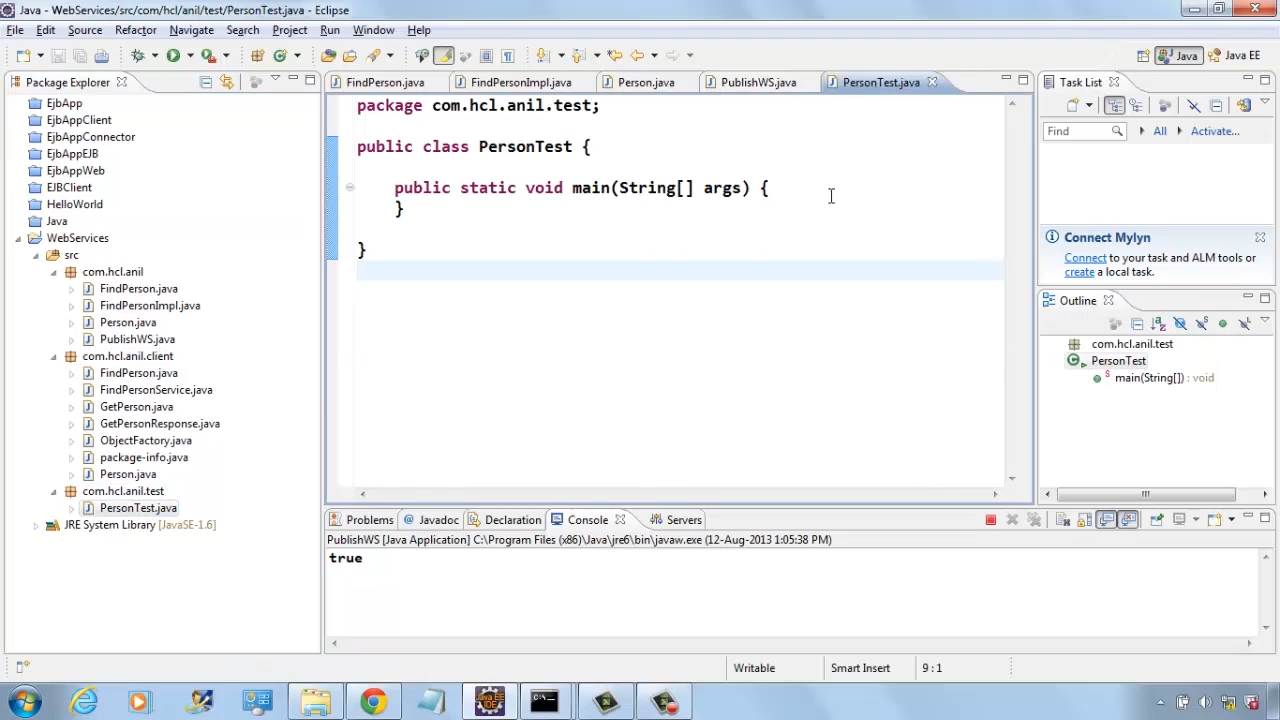 Java - WebServices/src/com/hcl/anil/test/PersonTest.java - Eclipse
File Edit Source Refactor Navigate Search Project Run Window Help
Java Java EE
Package Explorer
FindPerson.java FindPersonImpl.java Person.java PublishWS.java PersonTest.java
Task List
EjbApp
EjbAppClient
EjbAppConnector
EjbAppEJB
EjbAppWeb
EJBClient
HelloWorld
Java
WebServices
src
com.hcl.anil
FindPerson.java
FindPersonImpl.java
Person.java
PublishWS.java
com.hcl.anil.client
FindPerson.java
FindPersonService.java
GetPerson.java
GetPersonResponse.java
ObjectFactory.java
package-info.java
Person.java
com.hcl.anil.test
PersonTest.java
JRE System Library [JavaSE-1.6]
package com.hcl.anil.test;
public class PersonTest {
public static void main(String[] args) {
}
}
Find All Activate...
Connect Mylyn
Connect to your task and ALM tools or
create a local task.
Outline
com.hcl.anil.test
PersonTest
main(String[]) : void
Problems Javadoc Declaration Console Servers
PublishWS [Java Application] C:\Program Files (x86)\Java\jre6\bin\javaw.exe (12-Aug-2013 1:05:38 PM)
true
Writable Smart Insert 9 : 1